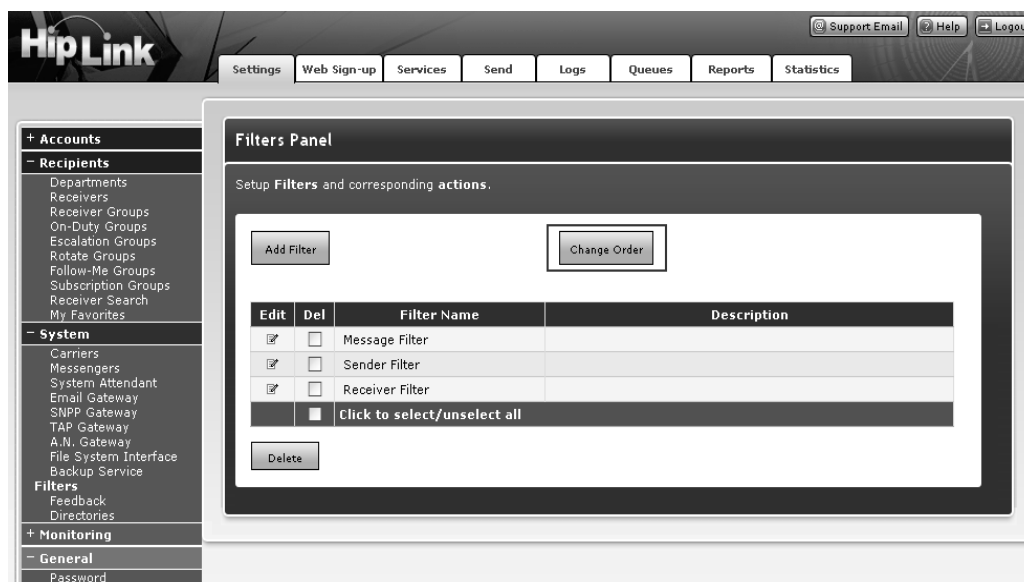 HipLink
Support Email Help Logou
Settings Web Sign-up Services Send Logs Queues Reports Statistics
+ Accounts
− Recipients
Departments
Receivers
Receiver Groups
On-Duty Groups
Escalation Groups
Rotate Groups
Follow-Me Groups
Subscription Groups
Receiver Search
My Favorites
− System
Carriers
Messengers
System Attendant
Email Gateway
SNPP Gateway
TAP Gateway
A.N. Gateway
File System Interface
Backup Service
Filters
Feedback
Directories
+ Monitoring
− General
Password
Filters Panel
Setup Filters and corresponding actions.
Add Filter Change Order
Edit Del Filter Name Description
Message Filter
Sender Filter
Receiver Filter
Click to select/unselect all
Delete